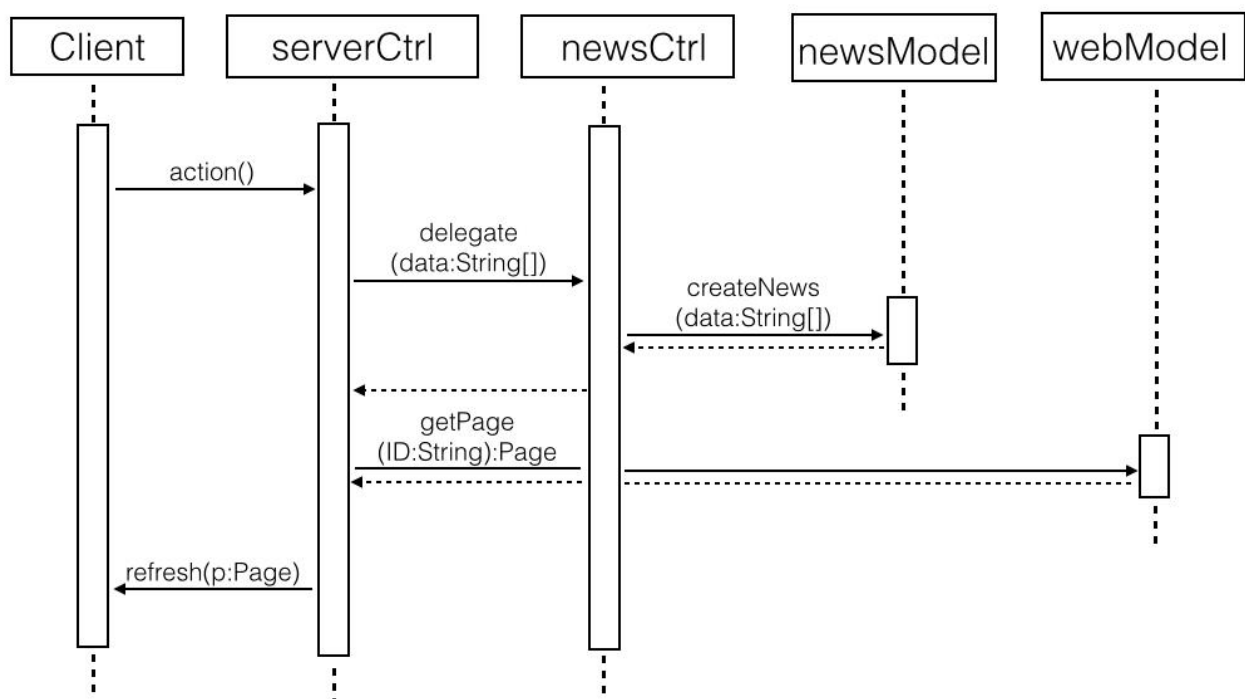 Client
serverCtrl
newsCtrl
newsModel
webModel
action()
delegate
(data:String[])
createNews
(data:String[])
getPage
(ID:String):Page
refresh(p:Page)